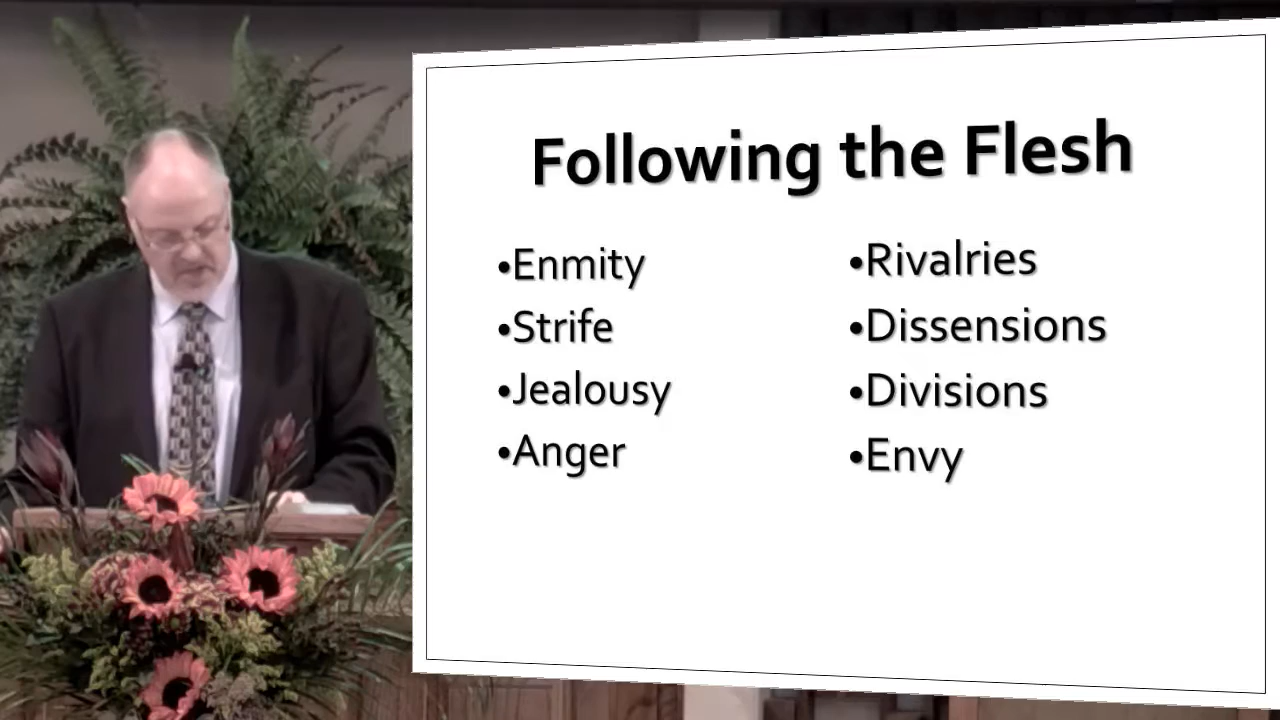 Following the Flesh
•Enmity
•Strife
•Jealousy
•Anger
•Rivalries
•Dissensions
•Divisions
•Envy